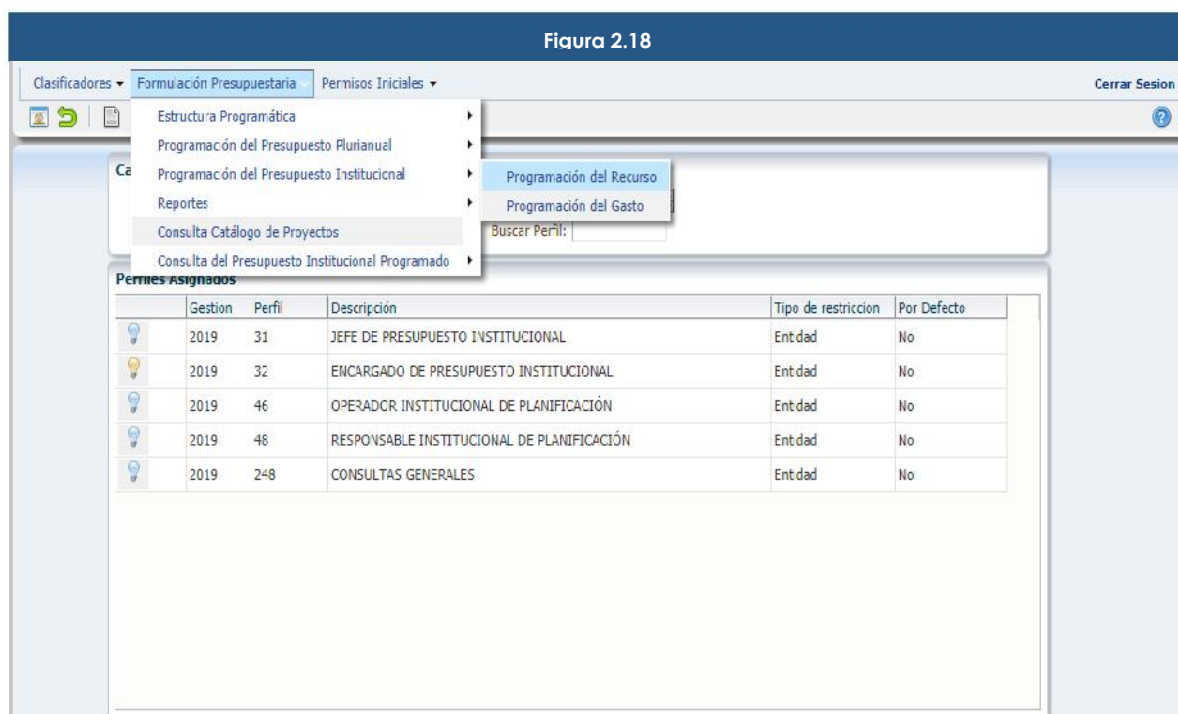 Figura 2.18
Clasificadores Formulación Presupuestaria Permisos Iniciales Cerrar Sesion
Estructura Programática
Programación del Presupuesto Plurianual
Ca
Programación del Presupuesto Institucional
Programación del Recurso
Reportes
Programación del Gasto
Consulta Catálogo de Proyectos
Buscar Perfil:
Consulta del Presupuesto Institucional Programado
Perfiles Asignados
Gestion Perfil Descripción Tipo de restriccion Por Defecto
2019 31 JEFE DE PRESUPUESTO INSTITUCIONAL Entidad No
2019 32 ENCARGADO DE PRESUPUESTO INSTITUCIONAL Entidad No
2019 46 OPERADOR INSTITUCIONAL DE PLANIFICACIÓN Entidad No
2019 48 RESPONSABLE INSTITUCIONAL DE PLANIFICACIÓN Entidad No
2019 248 CONSULTAS GENERALES Entidad No